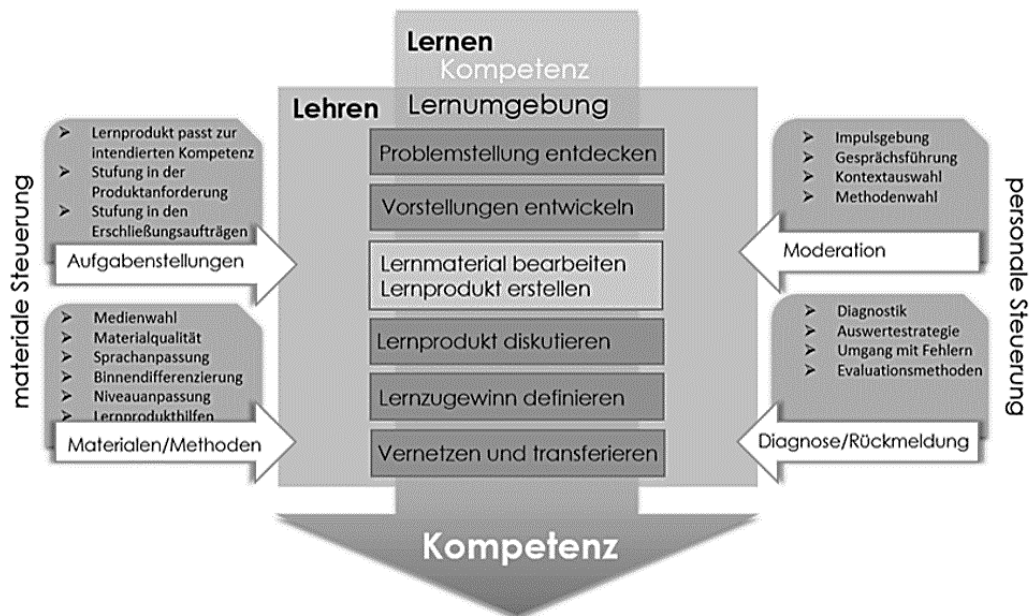 Lernen
Kompetenz
Lehren
Lernumgebung
Problemstellung entdecken
Vorstellungen entwickeln
Lernmaterial bearbeiten
Lernprodukt erstellen
Lernprodukt diskutieren
Lernzugewinn definieren
Vernetzen und transferieren
Kompetenz
materiale Steuerung
Lernprodukt passt zur
intendierten Kompetenz
Stufung in der
Produktanforderung
Stufung in den
Erschließungsaufträgen
Aufgabenstellungen
Medienwahl
Materialqualität
Sprachanpassung
Binnendifferenzierung
Niveauanpassung
Lernprodukthilfen
Materialen/Methoden
personale Steuerung
Impulsgebung
Gesprächsführung
Kontextauswahl
Methodenwahl
Moderation
Diagnostik
Auswertestrategie
Umgang mit Fehlern
Evaluationsmethoden
Diagnose/Rückmeldung